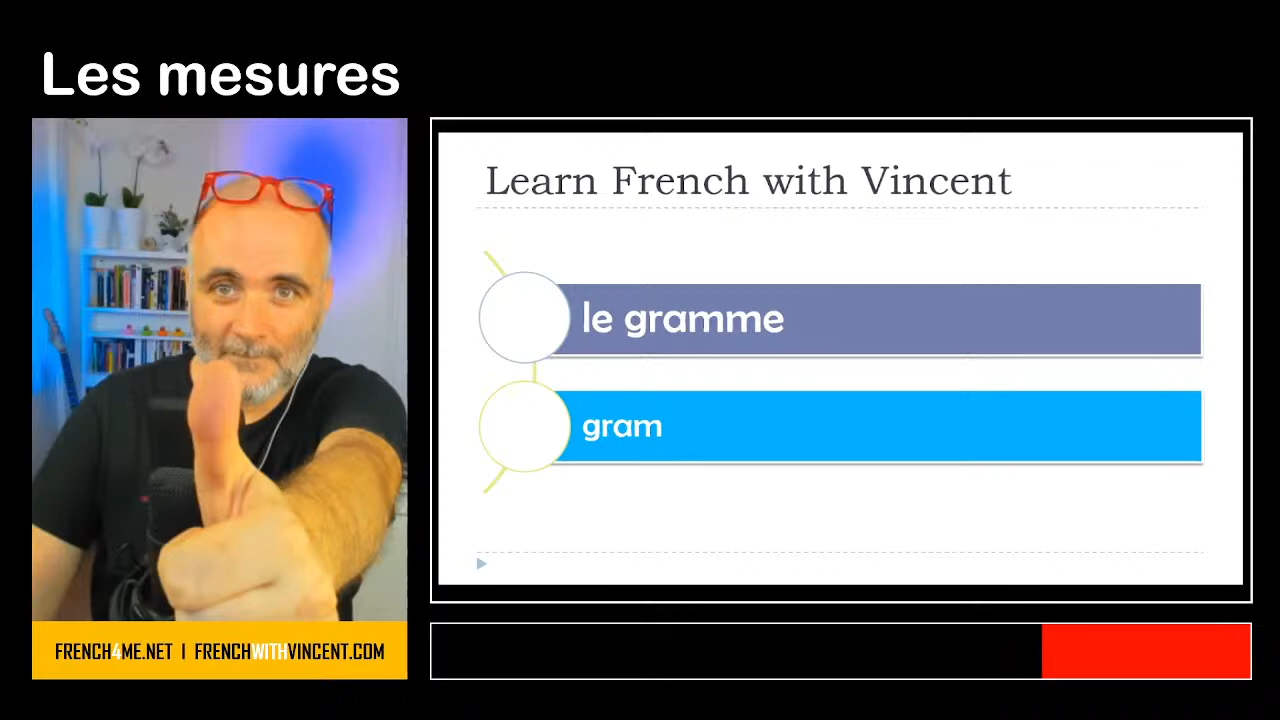 Les mesures
Learn French with Vincent
le gramme
gram
FRENCH4ME.NET I FRENCHWITHVINCENT.COM